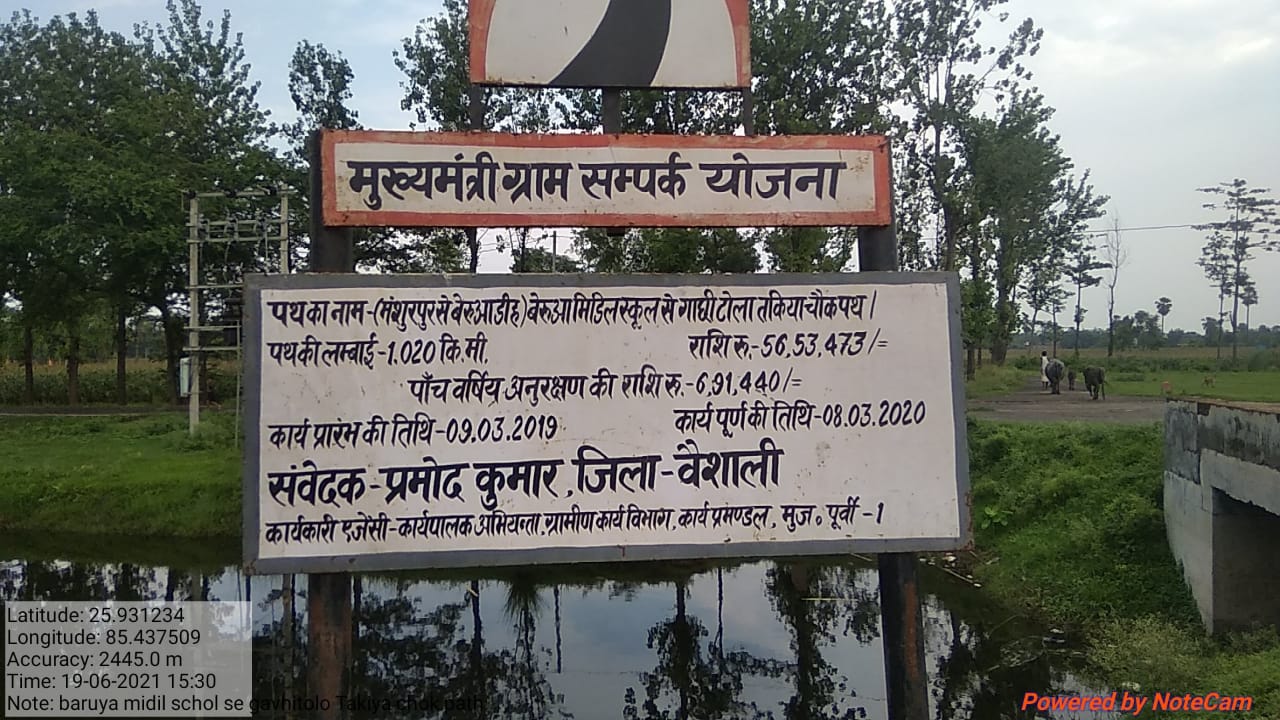 मुख्यमंत्री ग्राम सम्पर्क योजना
पथ का नाम-(मंशुरपुर से बेरुआडीह) बेरुआ मिडिल स्कूल से गाछी टोला तकिया चौक पथ।
पथ की लम्बाई-1.020 कि.मी. राशि रु.-56,53,473/=
पाँच वर्षिय अनुरक्षण की राशि रु.-6,91,440/=
कार्य प्रारंभ की तिथि-09.03.2019 कार्य पूर्ण की तिथि-08.03.2020
संवेदक-प्रमोद कुमार, जिला-वैशाली
कार्यकारी एजेंसी-कार्यपालक अभियन्ता, ग्रामीण कार्य विभाग, कार्य प्रमण्डल, मुज॰ पूर्वी-1
Latitude: 25.931234
Longitude: 85.437509
Accuracy: 2445.0 m
Time: 19-06-2021 15:30
Note: baruya midil schol se gavhitolo Takiya chok path
Powered by NoteCam